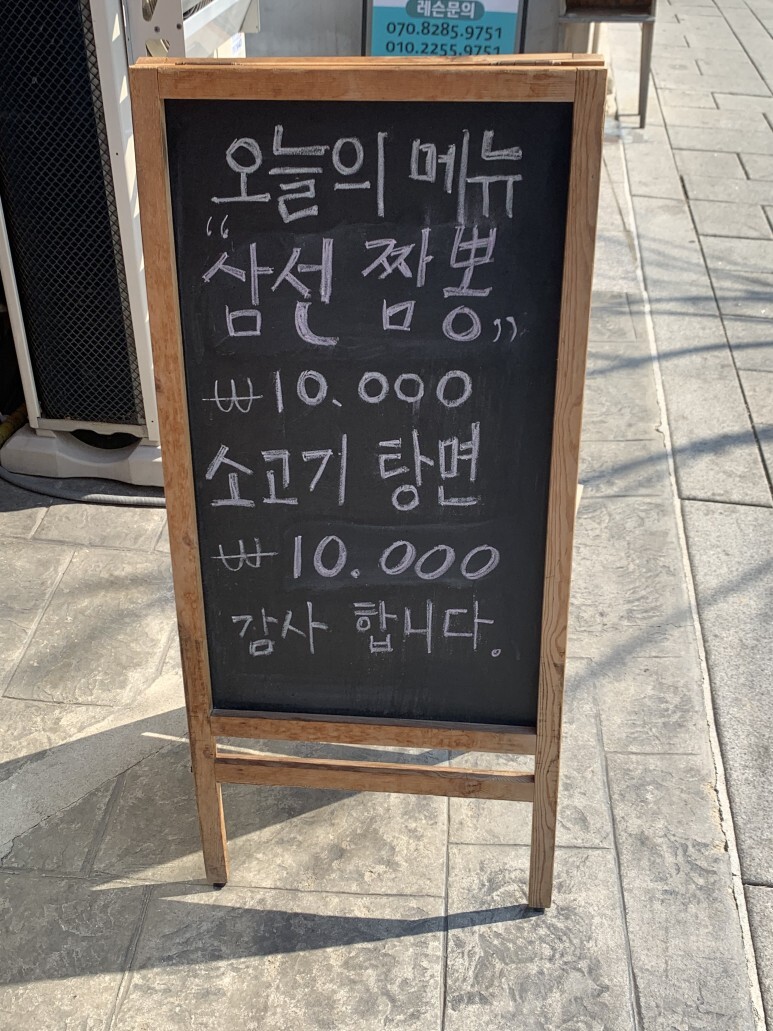 레슨문의
070.8285.9751
010.2255.9751
오늘의 메뉴
“삼선 짬뽕„
₩10.000
소고기 탕면
₩10.000
감사 합니다.